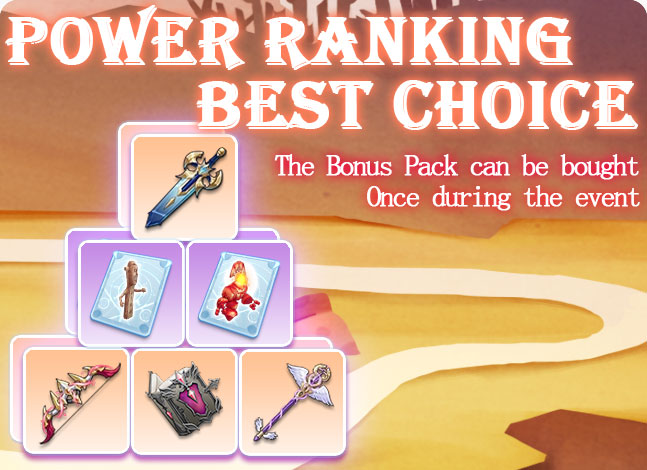 POWER RANKING
BEST CHOICE
The Bonus Pack can be bought
Once during the event